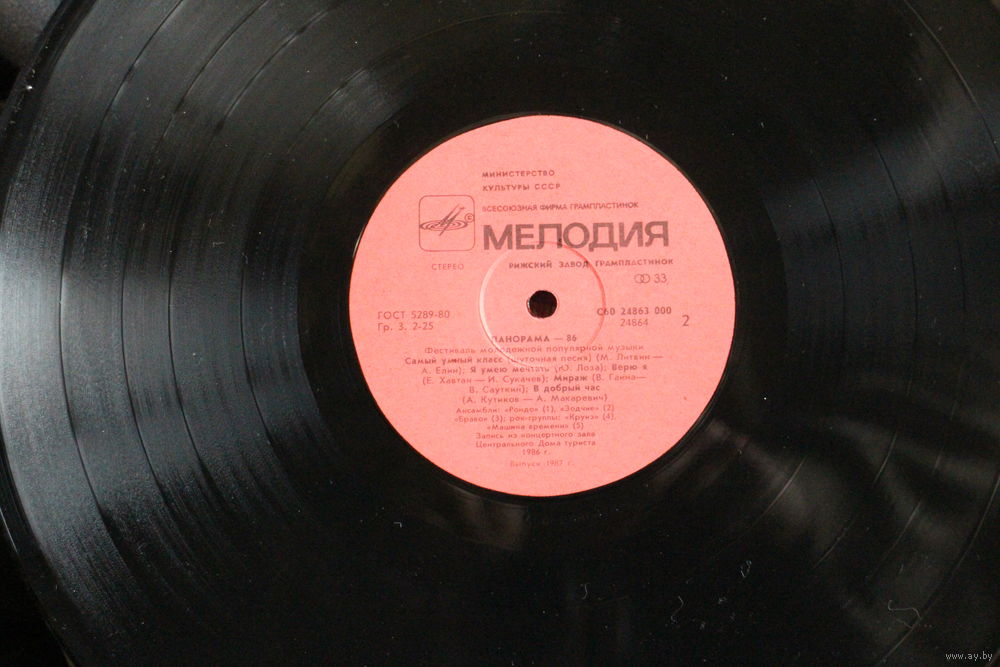 МИНИСТЕРСТВО
КУЛЬТУРЫ СССР
ВСЕСОЮЗНАЯ ФИРМА ГРАМПЛАСТИНОК
МЕЛОДИЯ
СТЕРЕО
РИЖСКИЙ ЗАВОД ГРАМПЛАСТИНОК
33
ГОСТ 5289-80
Гр. 3. 2-25
С60 24863 000
24864
2
ПАНОРАМА — 86
Фестиваль молодежной популярной музыки
Самый умный класс (шуточная песня) (М. Литвин —
А. Елин); Я умею мечтать (Ю. Лоза); Верю я
(Е. Хавтан — И. Сукачев); Мираж (В. Гаина—
В. Сауткин); В добрый час
(А. Кутиков — А. Макаревич)
Ансамбли: «Рондо» (1), «Зодчие» (2)
«Браво» (3); рок-группы: «Круиз» (4),
«Машина времени» (5)
Запись из концертного зала
Центрального Дома туриста
1986 г.
Выпуск 1987 г.
www.ay.by